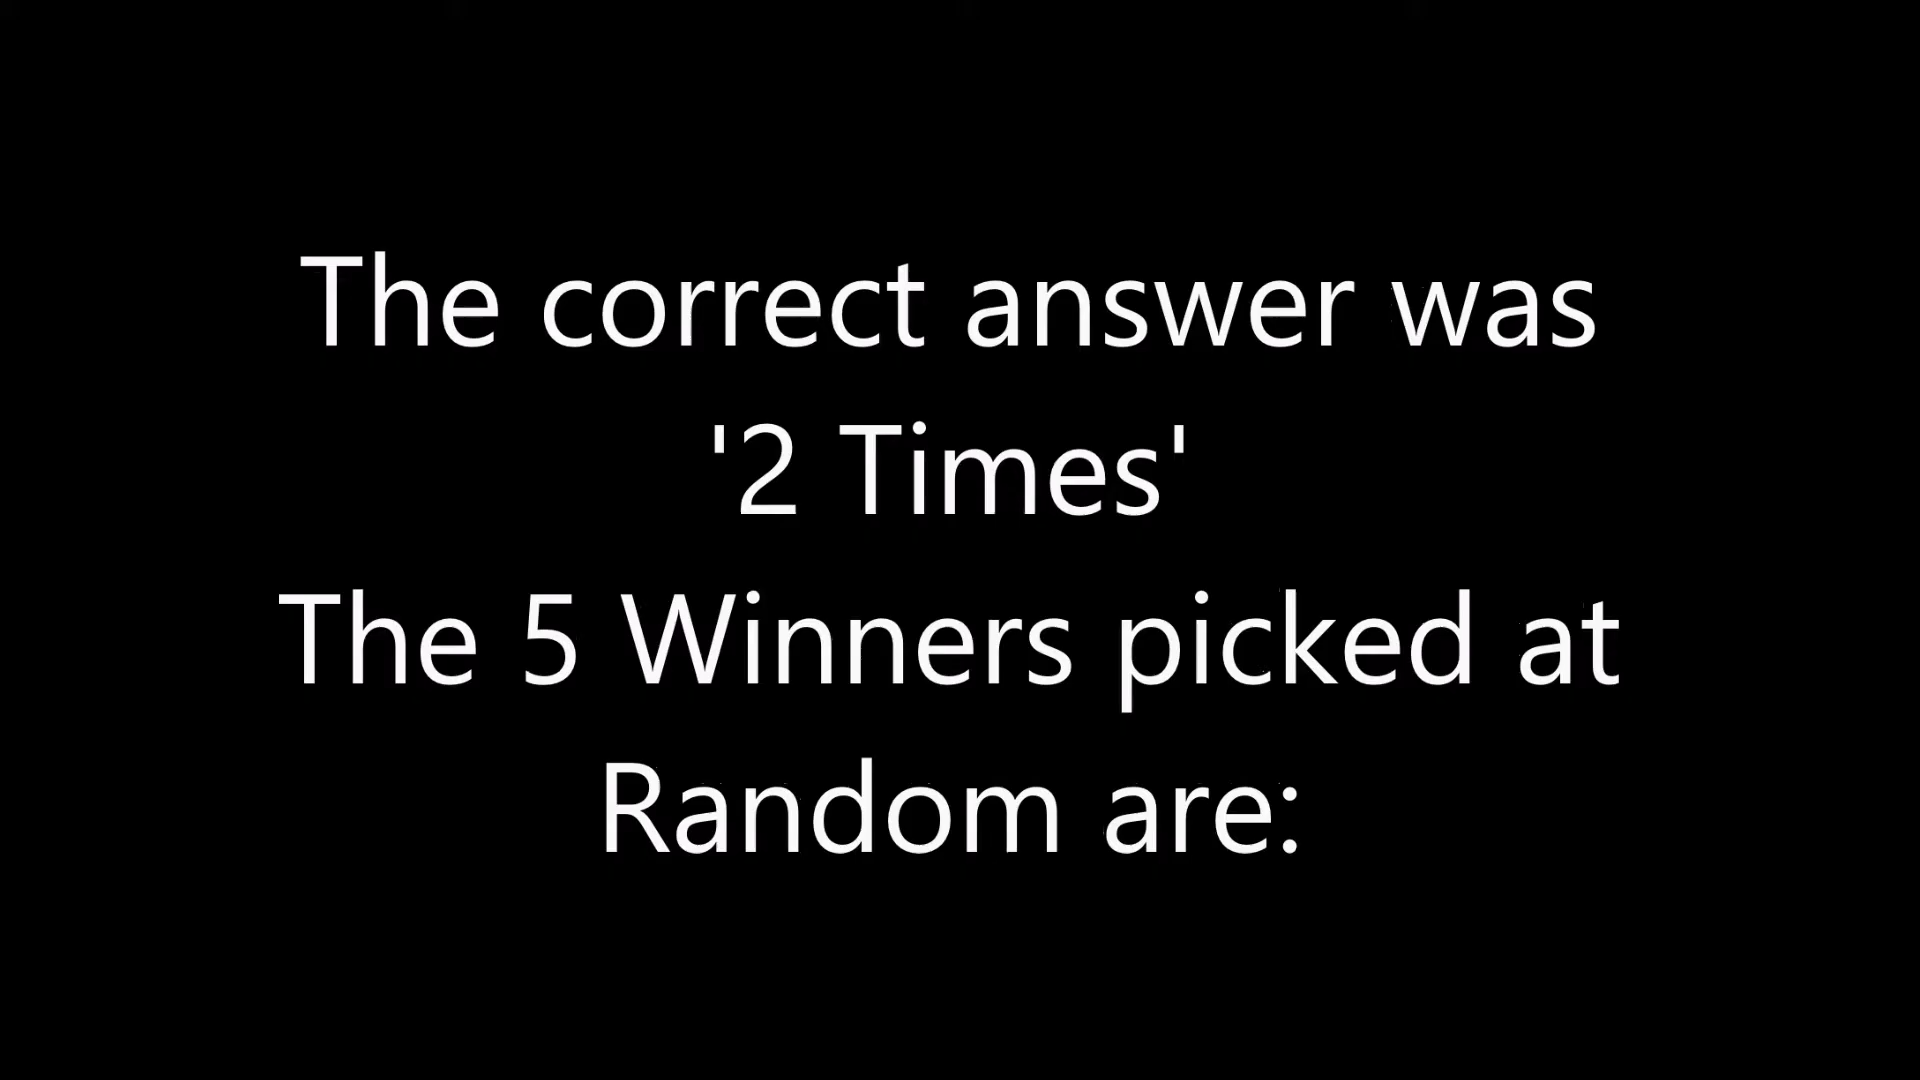 The correct answer was
'2 Times'
The 5 Winners picked at
Random are: